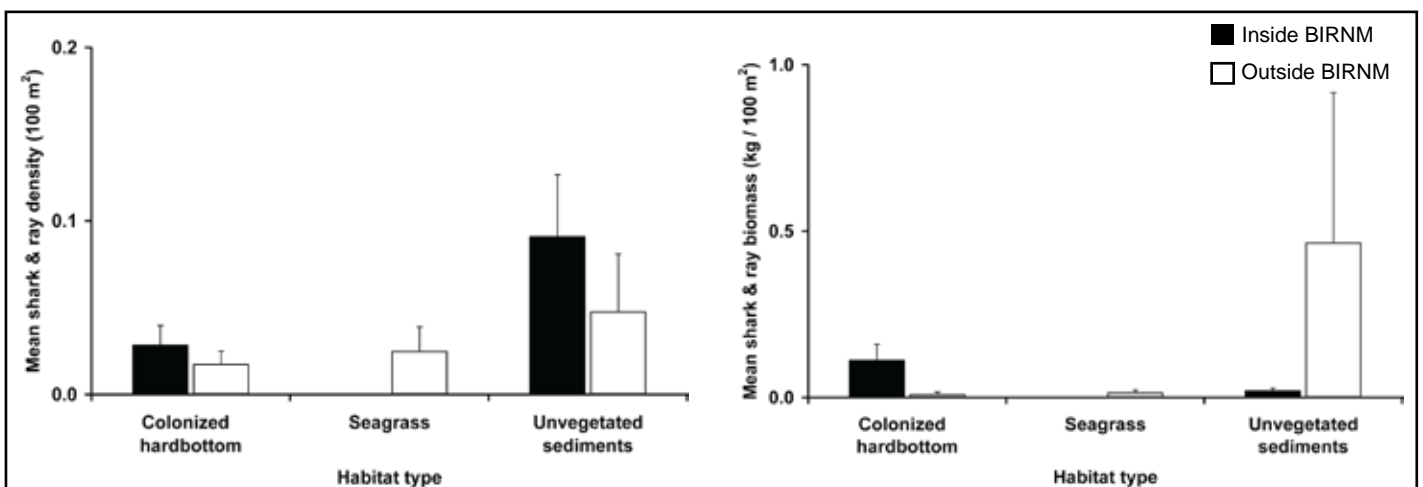 Inside BIRNM
Outside BIRNM
Mean shark & ray density (100 m²)
0.2
0.1
0.0
Colonized
hardbottom
Seagrass
Unvegetated
sediments
Habitat type
Mean shark & ray biomass (kg / 100 m²)
1.0
0.5
0.0
Colonized
hardbottom
Seagrass
Unvegetated
sediments
Habitat type